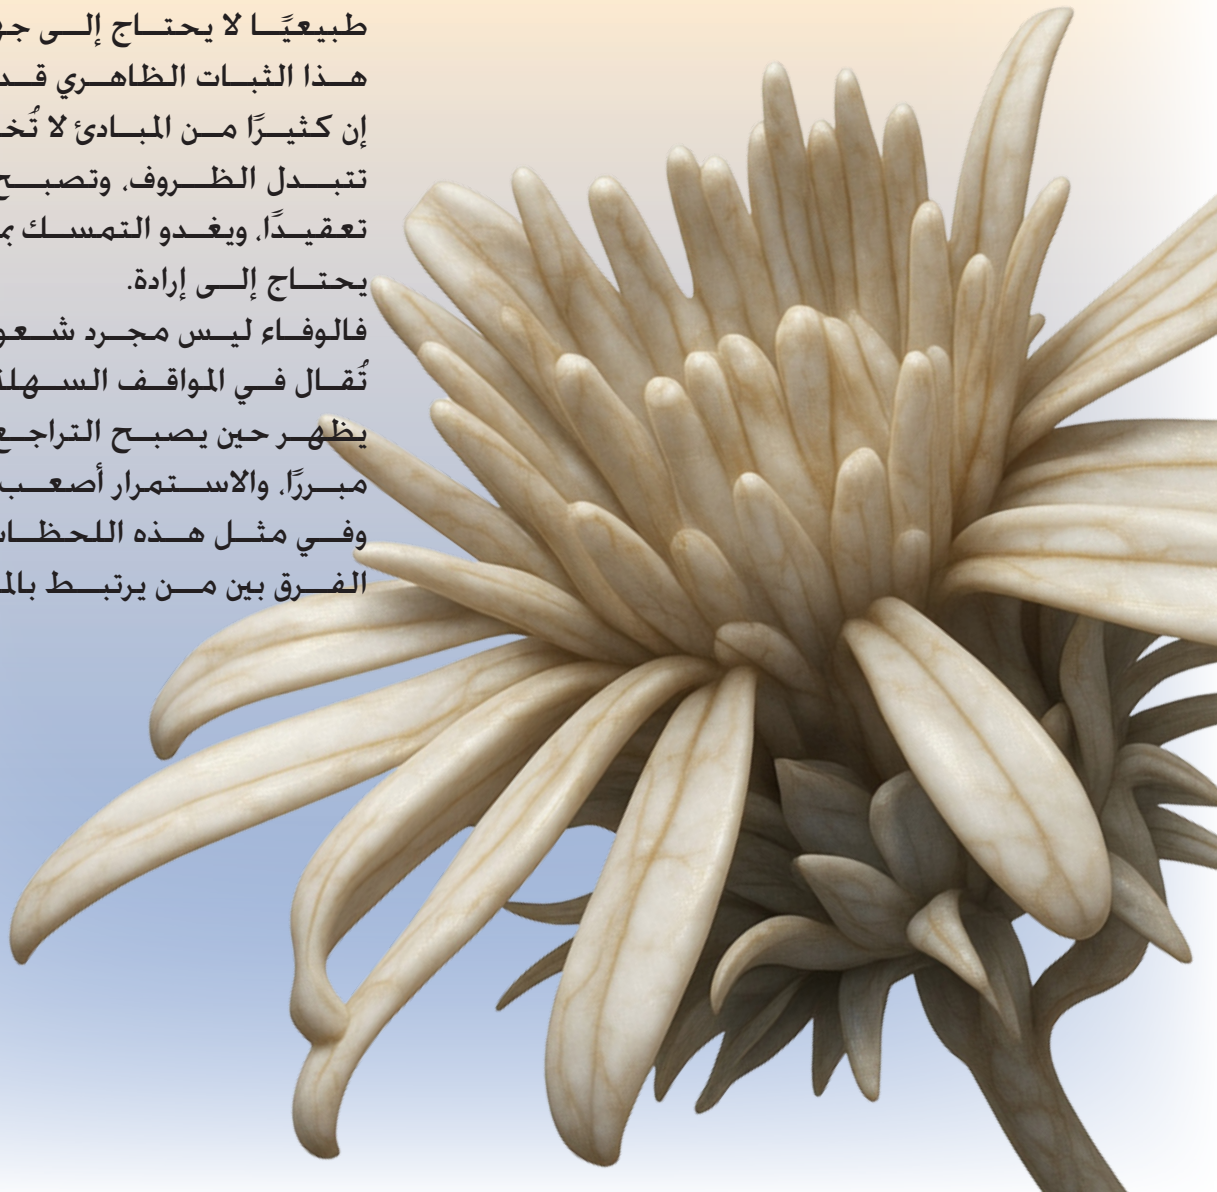 طبيعيًا لا يحتاج إلى
هذا الثبات الظاهري قد
إن كثيرًا من المبادئ لا
تتبدل الظروف، وتصبح
تعقيدًا، ويغدو التمسك
يحتاج إلى إرادة.
فالوفاء ليس مجرد
تُقال في المواقف
يظهر حين يصبح التراجع
مبررًا، والاستمرار أصعب
وفي مثل هذه
الفرق بين من يرتبط